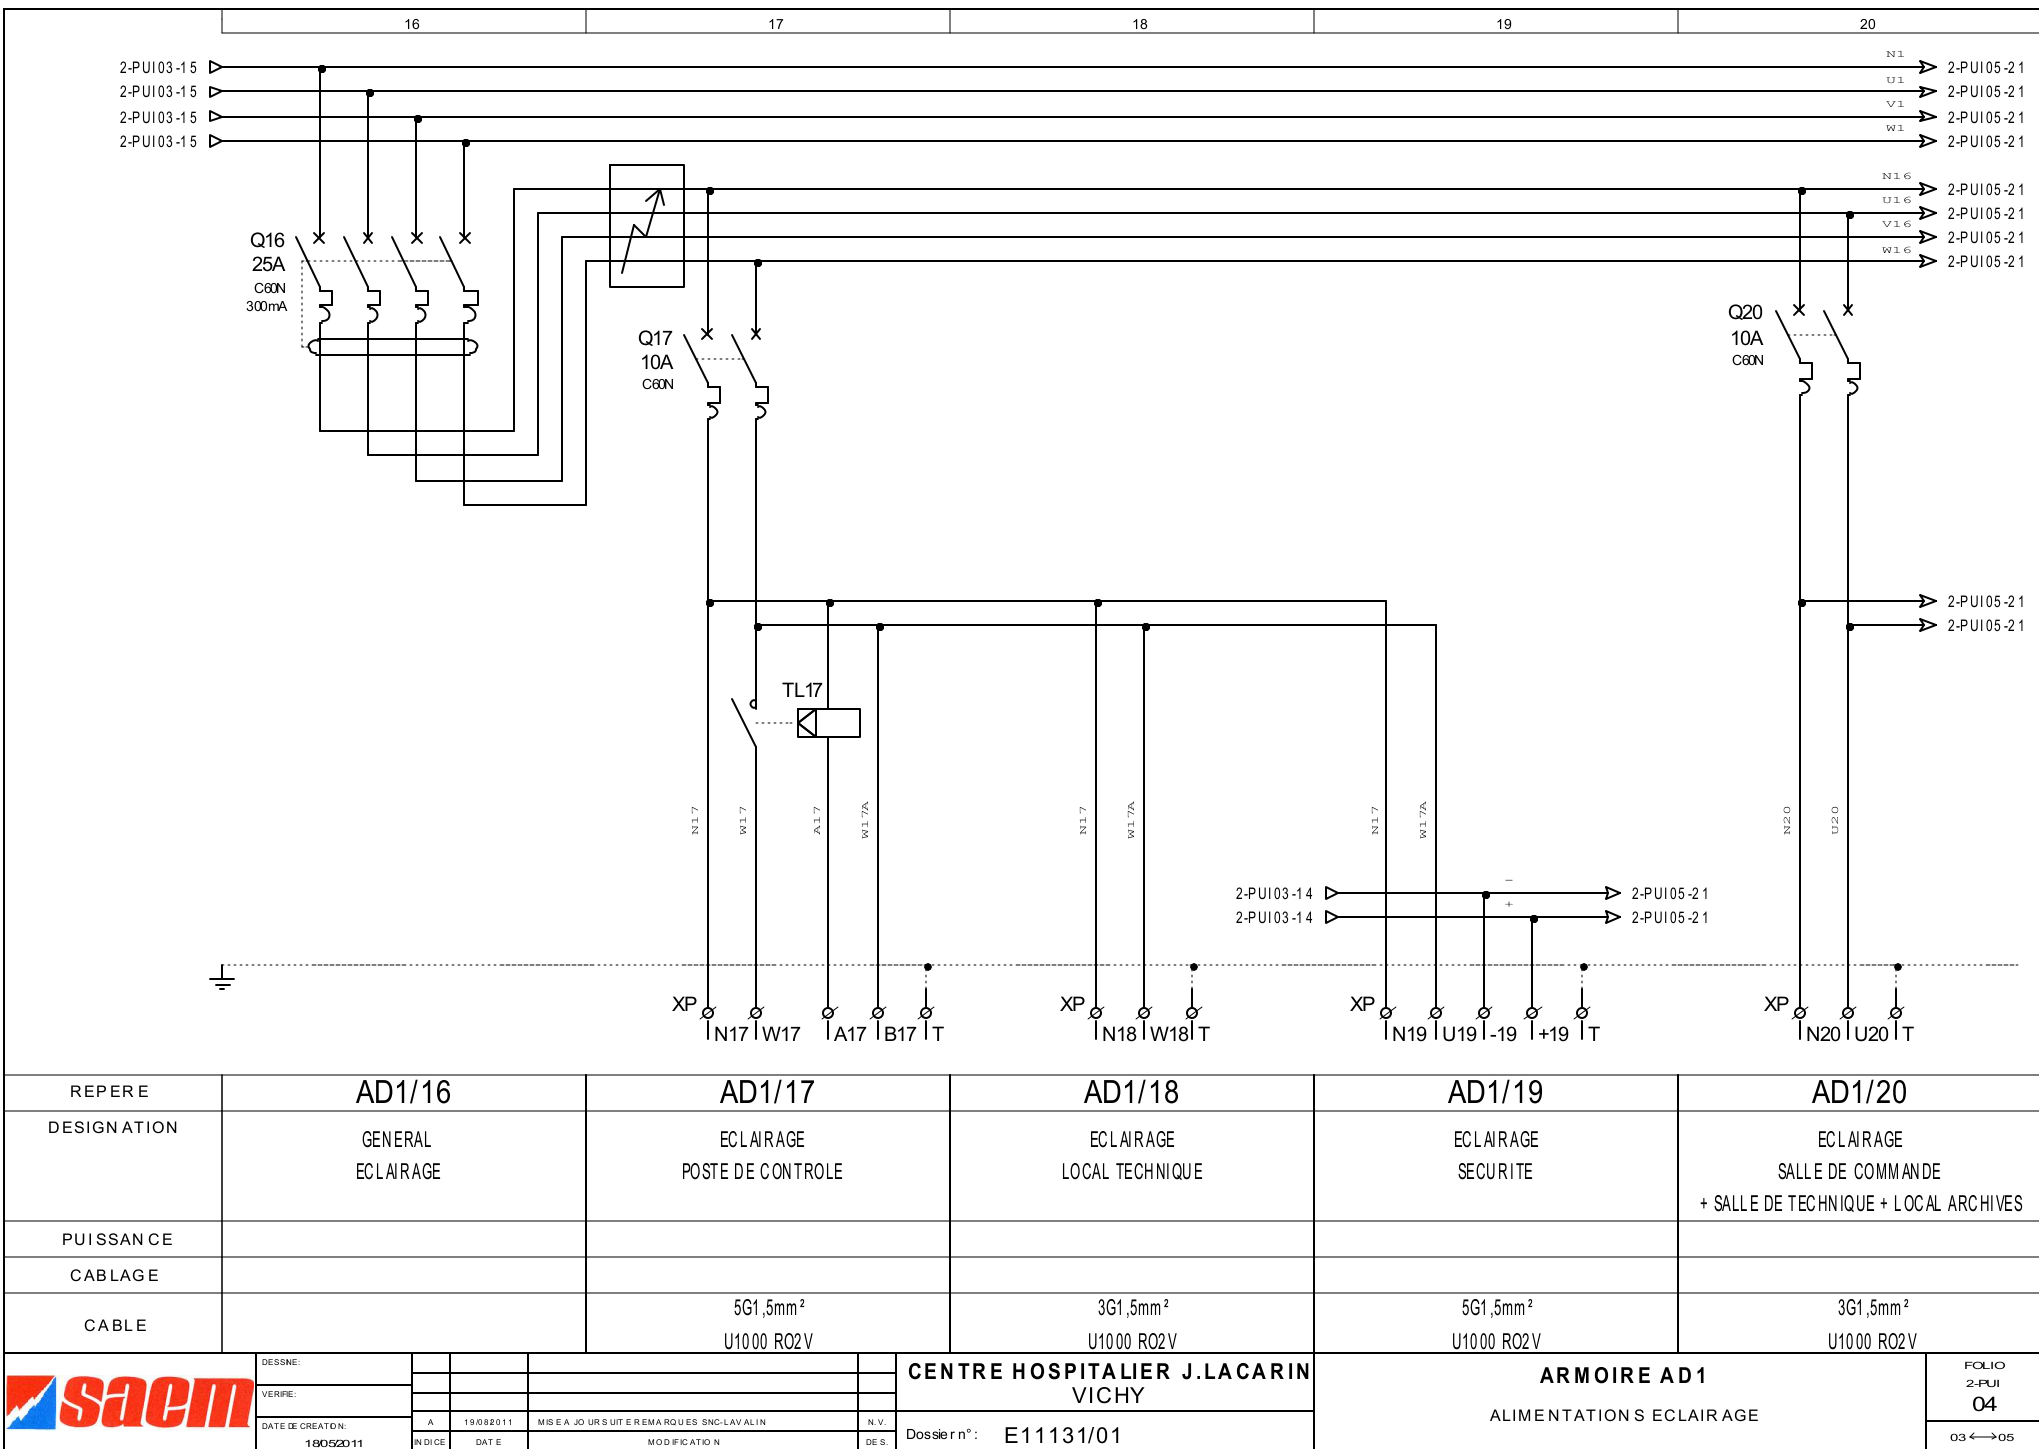 16 17 18 19 20
2-PUI03-15 N1 2-PUI05-21
2-PUI03-15 U1 2-PUI05-21
2-PUI03-15 V1 2-PUI05-21
2-PUI03-15 W1 2-PUI05-21
N16 2-PUI05-21
U16 2-PUI05-21
V16 2-PUI05-21
W16 2-PUI05-21
Q16
25A
C60N
300mA
Q17
10A
C60N
Q20
10A
C60N
2-PUI05-21
2-PUI05-21
TL17
N17 W17 A17 W17A N17 W17A N17 W17A N20 U20
2-PUI03-14 - 2-PUI05-21
2-PUI03-14 + 2-PUI05-21
XP N17 W17 A17 B17 T
XP N18 W18 T
XP N19 U19 -19 +19 T
XP N20 U20 T
REPERE AD1/16 AD1/17 AD1/18 AD1/19 AD1/20
DESIGNATION
GENERAL
ECLAIRAGE
ECLAIRAGE
POSTE DE CONTROLE
ECLAIRAGE
LOCAL TECHNIQUE
ECLAIRAGE
SECURITE
ECLAIRAGE
SALLE DE COMMANDE
+ SALLE DE TECHNIQUE + LOCAL ARCHIVES
PUISSANCE
CABLAGE
CABLE
5G1,5mm²
U1000 RO2V
3G1,5mm²
U1000 RO2V
5G1,5mm²
U1000 RO2V
3G1,5mm²
U1000 RO2V
saem
DESSINE:
VERIFIE:
DATE DE CREATION:
18/05/2011
A 19/082011 MISE A JOUR SUITE REMARQUES SNC-LAVALIN N.V.
INDICE DATE MODIFICATION DES.
CENTRE HOSPITALIER J.LACARIN
VICHY
Dossier n°: E11131/01
ARMOIRE AD1
ALIMENTATIONS ECLAIRAGE
FOLIO
2-PUI
04
03 <-> 05